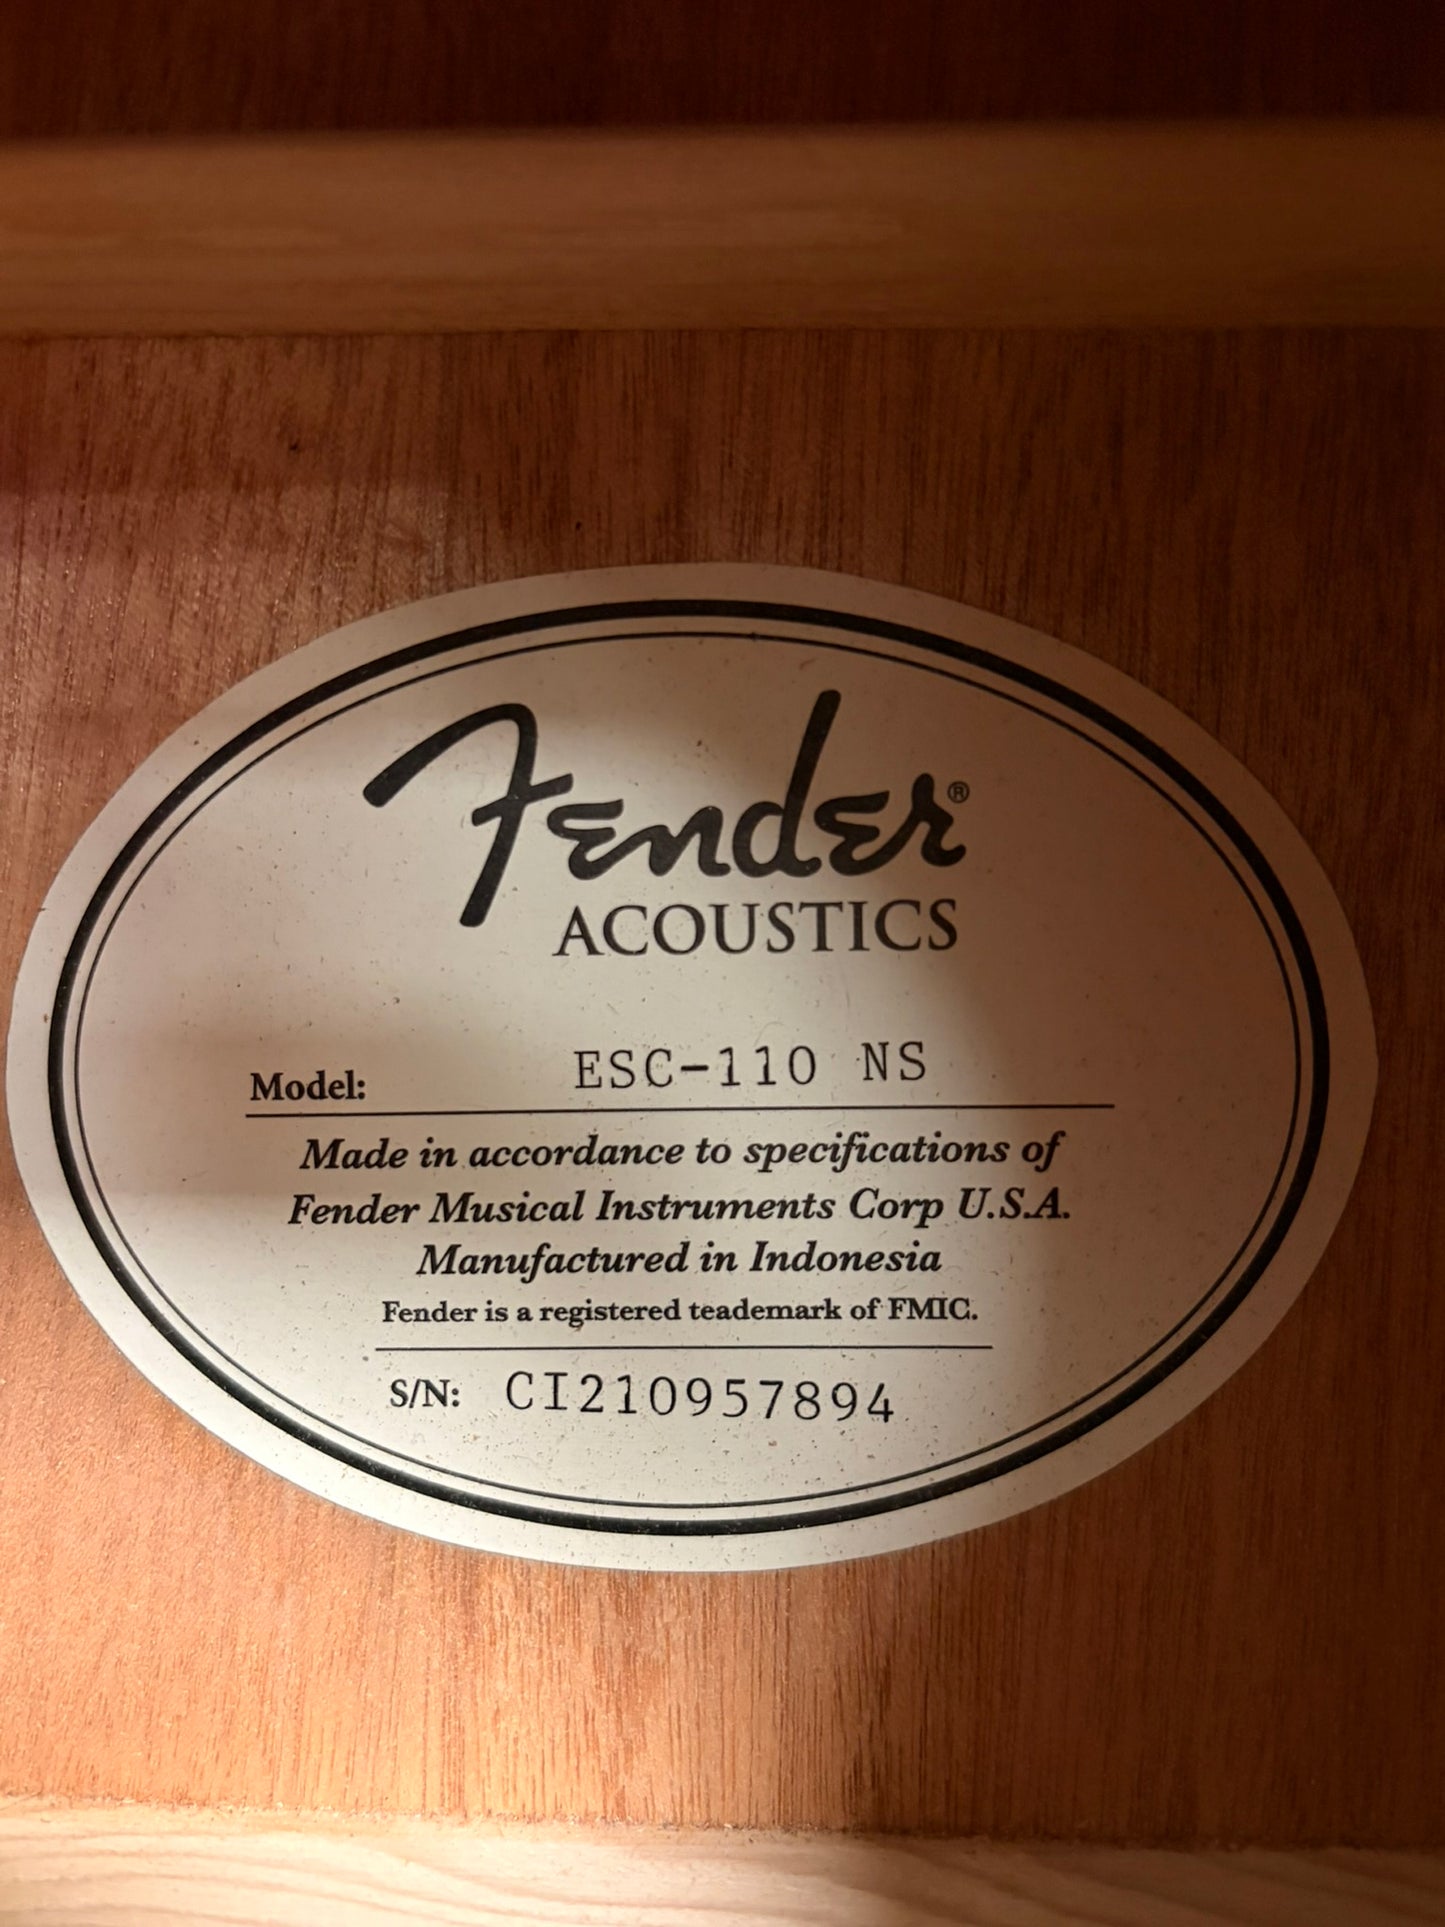 Fender®
ACOUSTICS
Model: ESC-110 NS
Made in accordance to specifications of
Fender Musical Instruments Corp U.S.A.
Manufactured in Indonesia
Fender is a registered teademark of FMIC.
S/N: CI210957894